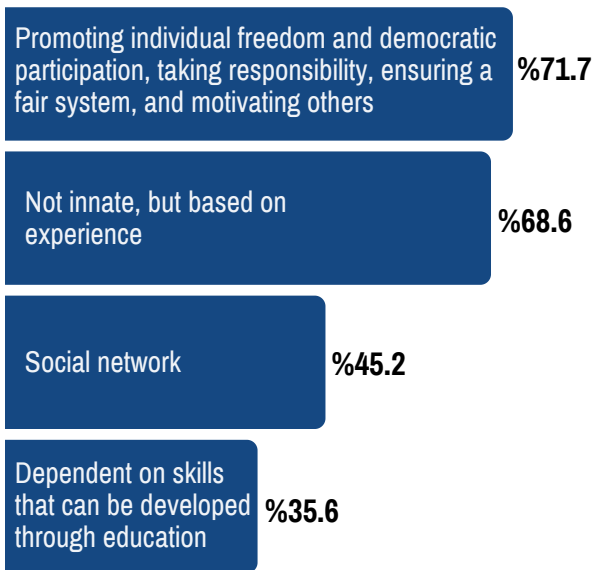 Promoting individual freedom and democratic
participation, taking responsibility, ensuring a
fair system, and motivating others
%71.7
Not innate, but based on
experience
%68.6
Social network
%45.2
Dependent on skills
that can be developed
through education
%35.6